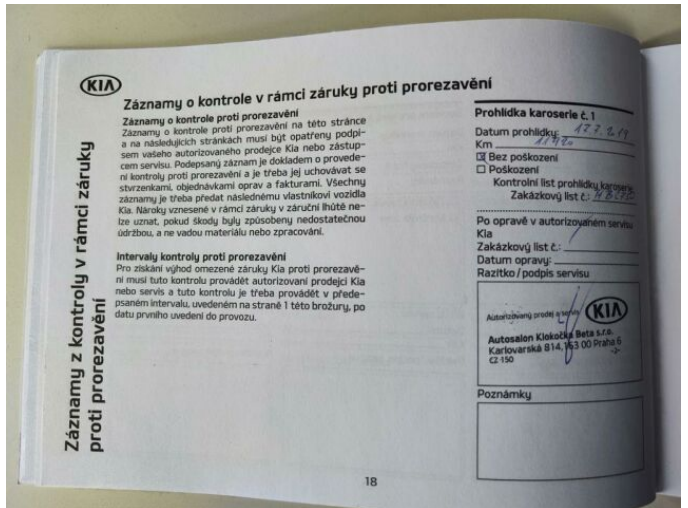 KIA
Záznamy o kontrole v rámci záruky proti prorezavění
Záznamy z kontroly v rámci záruky
proti prorezavění
Záznamy o kontrole proti prorezavění
Záznamy o kontrole proti prorezavění na této stránce
a na následujících stránkách musí být opatřeny podpi-
sem vašeho autorizovaného prodejce Kia nebo zástup-
cem servisu. Podepsaný záznam je dokladem o provede-
ní kontroly proti prorezavění a je třeba jej uchovávat se
stvrzenkami, objednávkami oprav a fakturami. Všechny
záznamy je třeba předat následnému vlastníkovi vozidla
Kia. Nároky vznesené v rámci záruky v záruční lhůtě ne-
lze uznat, pokud škody byly způsobeny nedostatečnou
údržbou, a ne vadou materiálu nebo zpracování.
Intervaly kontroly proti prorezavění
Pro získání výhod omezené záruky Kia proti prorezavě-
ní musí tuto kontrolu provádět autorizovaní prodejci Kia
nebo servis a tuto kontrolu je třeba provádět v přede-
psaném intervalu, uvedeném na straně 1 této brožury, po
datu prvního uvedení do provozu.
Prohlídka karoserie č. 1
Datum prohlídky:
Km
Bez poškození
Poškození
Kontrolní list prohlídky karoserie
Zakázkový list č.:
Po opravě v autorizovaném servisu
Kia
Zakázkový list č.:
Datum opravy:
Razítko/podpis servisu
Autorizovaný prodej a servis KIA
Autosalon Klokočka Beta s.r.o.
Karlovarská 814, 163 00 Praha 6
CZ-150 -2-
Poznámky
18